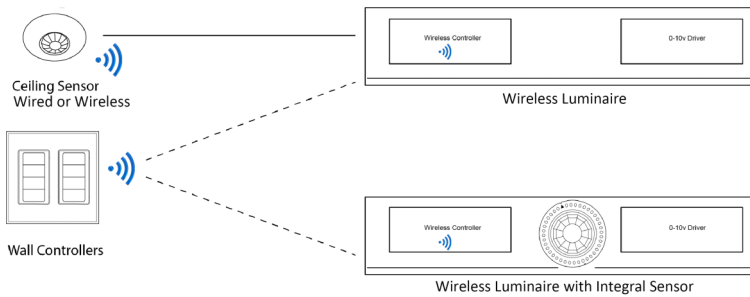 Wireless Controller
0-10v Driver
Ceiling Sensor
Wired or Wireless
Wireless Luminaire
Wireless Controller
0-10v Driver
Wall Controllers
Wireless Luminaire with Integral Sensor